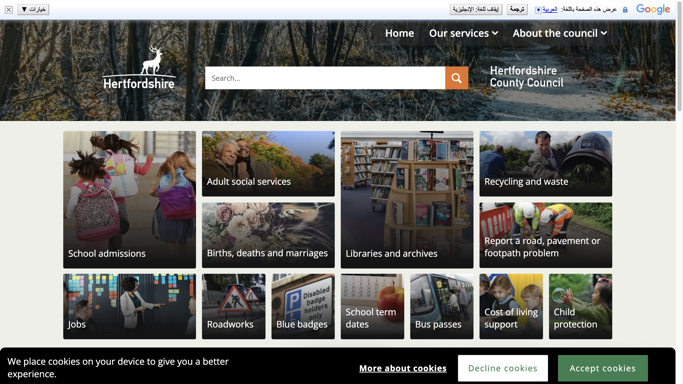 خيارات ▼
إيقاف اللغة: الإنجليزية
ترجمة
عرض هذه الصفحة باللغة: العربية
Google
Home
Our services
About the council
Hertfordshire
Search...
Hertfordshire
County Council
School admissions
Adult social services
Births, deaths and marriages
Libraries and archives
Recycling and waste
Report a road, pavement or
footpath problem
Jobs
Roadworks
Disabled
badge
holders
only
Blue badges
School term
dates
Bus passes
Cost of living
support
Child
protection
We place cookies on your device to give you a better
experience.
More about cookies
Decline cookies
Accept cookies